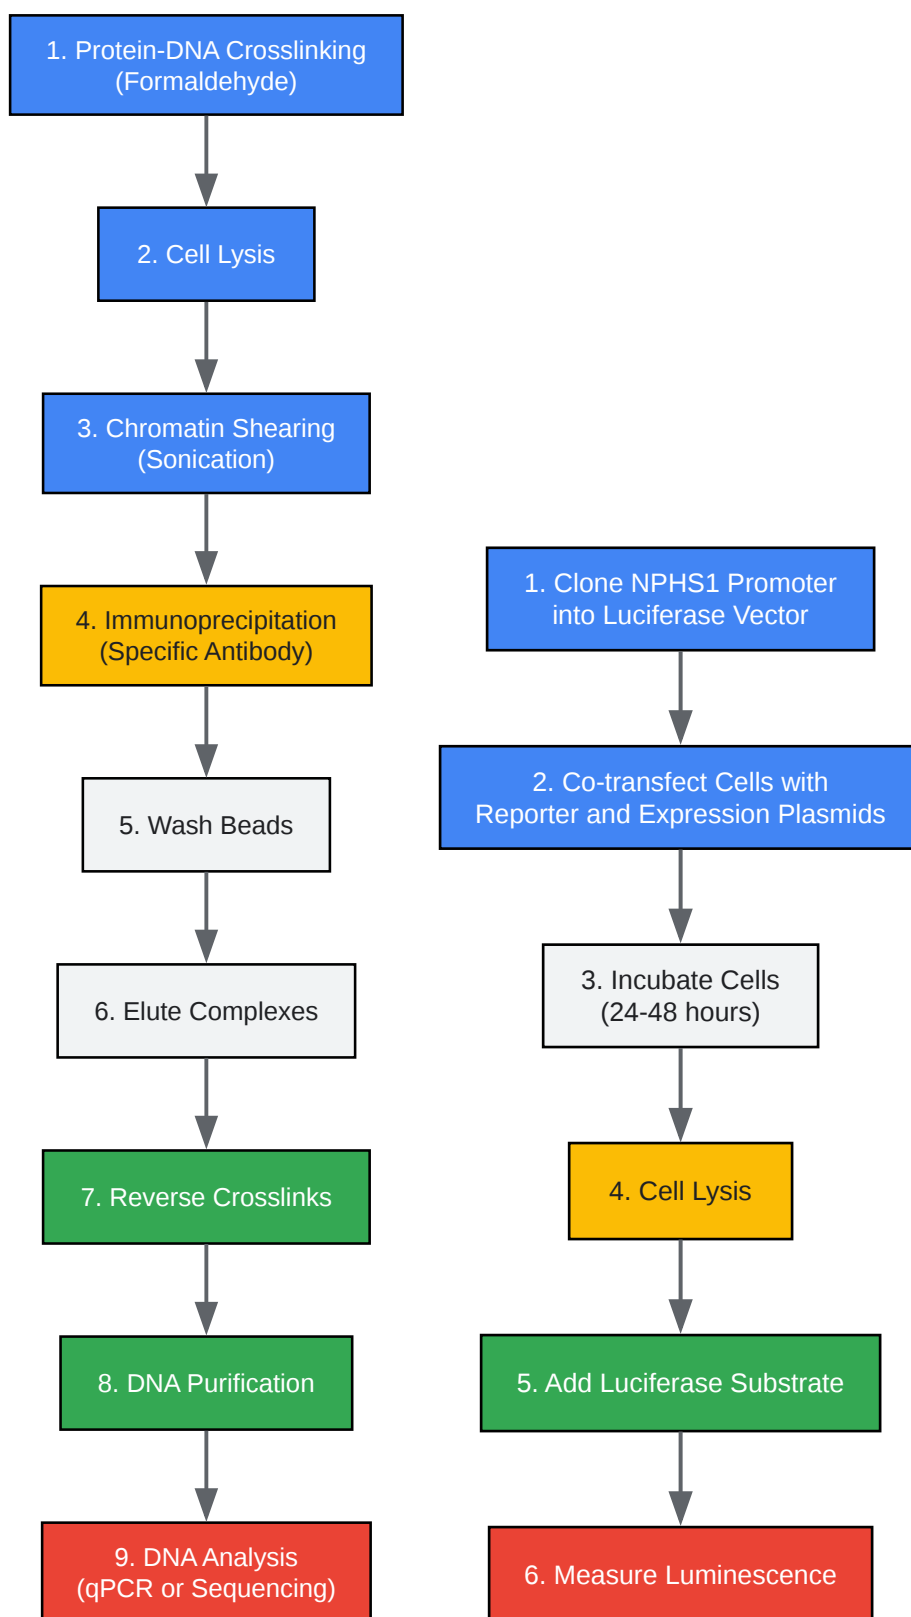 1. Protein-DNA Crosslinking
(Formaldehyde)
2. Cell Lysis
3. Chromatin Shearing
(Sonication)
4. Immunoprecipitation
(Specific Antibody)
5. Wash Beads
6. Elute Complexes
7. Reverse Crosslinks
8. DNA Purification
9. DNA Analysis
(qPCR or Sequencing)
1. Clone NPHS1 Promoter
into Luciferase Vector
2. Co-transfect Cells with
Reporter and Expression Plasmids
3. Incubate Cells
(24-48 hours)
4. Cell Lysis
5. Add Luciferase Substrate
6. Measure Luminescence